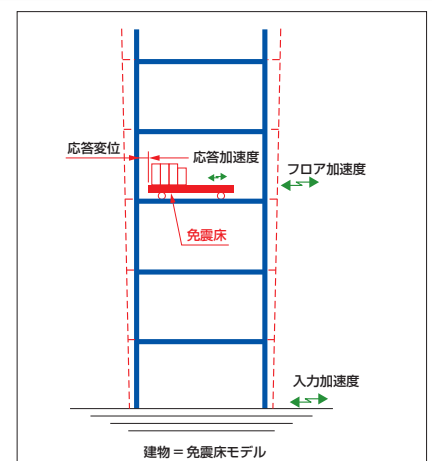 応答変位
応答加速度
フロア加速度
免震床
入力加速度
建物＝免震床モデル